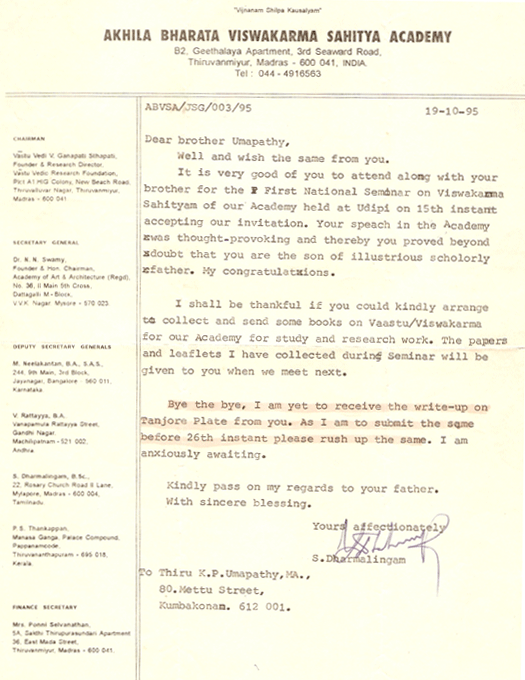 "Vijnanam Shilpa Kausalyam"
AKHILA BHARATA VISWAKARMA SAHITYA ACADEMY
B2, Geethalaya Apartment, 3rd Seaward Road,
Thiruvanmiyur, Madras - 600 041, INDIA.
Tel : 044 - 4916563
ABVSA/JSG/003/95
19-10-95
CHAIRMAN
Vastu Vedi V. Ganapati Sthapati,
Founder & Research Director,
Vastu Vedic Research Foundation,
Plot A1 HIG Colony, New Beach Road,
Thiruvalluvar Nagar, Thiruvanmiyur,
Madras - 600 041
SECRETARY GENERAL
Dr. N. N. Swamy,
Founder & Hon. Chairman,
Academy of Art & Architecture (Regd).
No. 36, II Main 5th Cross,
Dattagalli M - Block,
V.V.K. Nagar. Mysore - 570 023
DEPUTY SECRETARY GENERALS
M. Neelakantan, B.A., S.A.S.,
244, 9th Main, 3rd Block,
Jayanagar, Bangalore - 560 011.
Karnataka
V. Rattayya, B.A.
Vanapamula Rattayya Street,
Gandhi Nagar,
Machilipatnam - 521 002,
Andhra
S. Dharmalingam, B.Sc.,
22, Rosary Church Road II Lane,
Mylapore, Madras - 600 004,
Tamilnadu
P.S. Thankappan,
Manasa Ganga, Palace Compound,
Pappanamcode,
Thiruvananthapuram - 695 018,
Kerala.
FINANCE SECRETARY
Mrs. Ponni Selvanathan,
5A, Sakthi Thirupurasundari Apartment
36, East Mada Street,
Thiruvanmiyur, Madras - 600 041.
Dear brother Umapathy,
Well and wish the same from you.
It is very good of you to attend along with your
brother for the F First National Seminar on Viswakarma
Sahityam of our Academy held at Udipi on 15th instant
accepting our invitation. Your speach in the Academy
xwas thought-provoking and thereby you proved beyond
xdoubt that you are the son of illustrious scholorly
xfather. My congratulatxions.
I shall be thankful if you could kindly arrange
to collect and send some books on Vaastu/Viswakarma
for our Academy for study and research work. The papers
and leaflets I have collected during Seminar will be
given to you when we meet next.
Bye the bye, I am yet to receive the write-up on
Tanjore Plate from you. As I am to submit the same
before 26th instant please rush up the same. I am
anxiously awaiting.
Kindly pass on my regards to your father.
With sincere blessing.
Yours affectionately
S.Dharmalingam
To Thiru K.P.Umapathy,MA.,
80.Mettu Street,
Kumbakonam. 612 001.